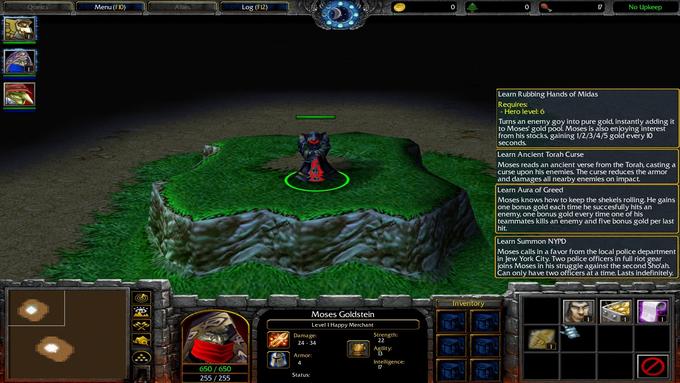 Quests
Menu (F10)
Allies
Log (F12)
0
0
17
No Upkeep
Learn Rubbing Hands of Midas
Requires:
- Hero level: 6
Turns an enemy goy into pure gold, instantly adding it
to Moses' gold pool. Moses is also enjoying interest
from his stocks, gaining 1/2/3/4/5 gold every 10
seconds.
Learn Ancient Torah Curse
Moses reads an ancient verse from the Torah, casting a
curse upon his enemies. The curse reduces the armor
and damages all nearby enemies on impact.
Learn Aura of Greed
Moses knows how to keep the shekels rolling. He gains
one bonus gold each time he succesfully hits an
enemy, one bonus gold every time one of his
teammates kills an enemy and five bonus gold per last
hit.
Learn Summon NYPD
Moses calls in a favor from the local police department
in Jew York City. Two police officers in full riot gear
joins Moses in his struggle against the second Sho'ah.
Can only have two officers at a time. Lasts indefinitely.
Moses Goldstein
Level 1 Happy Merchant
Damage:
24 - 34
Armor:
4
Status:
Strength:
22
Agility:
13
Intelligence:
17
650 / 650
255 / 255
Inventory